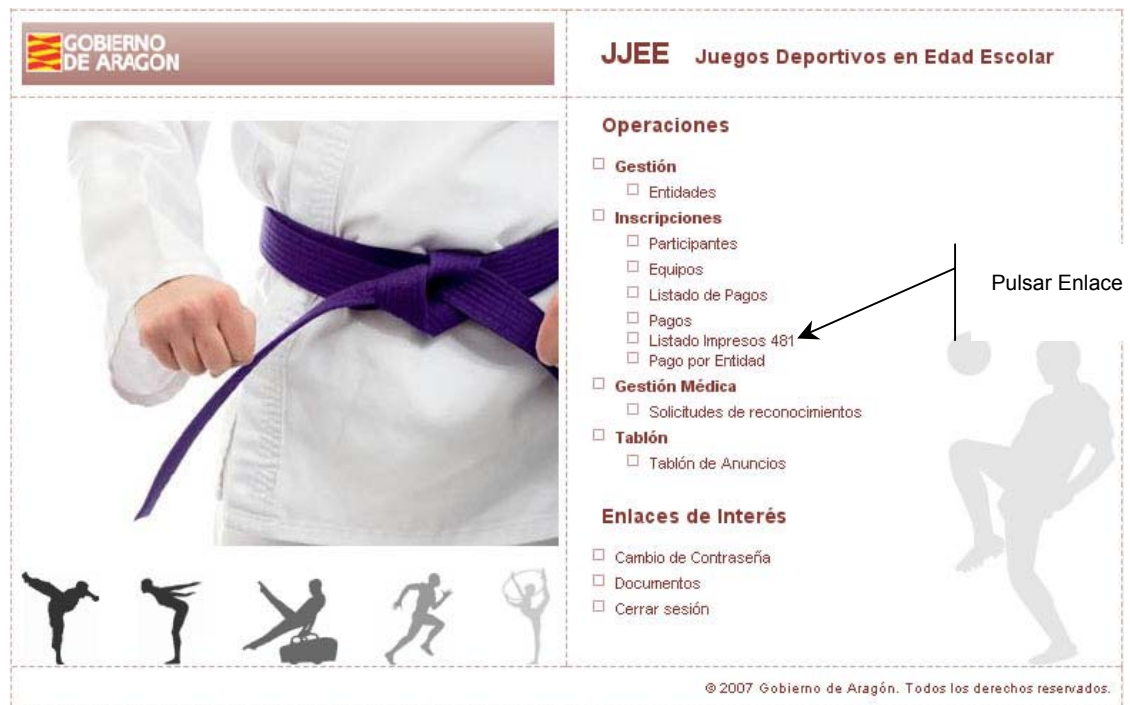 GOBIERNO
DE ARAGON
JJEE Juegos Deportivos en Edad Escolar
Operaciones
Gestión
Entidades
Inscripciones
Participantes
Equipos
Listado de Pagos
Pagos
Listado Impresos 481
Pago por Entidad
Gestión Médica
Solicitudes de reconocimientos
Tablón
Tablón de Anuncios
Pulsar Enlace
Enlaces de Interés
Cambio de Contraseña
Documentos
Cerrar sesión
© 2007 Gobierno de Aragón. Todos los derechos reservados.